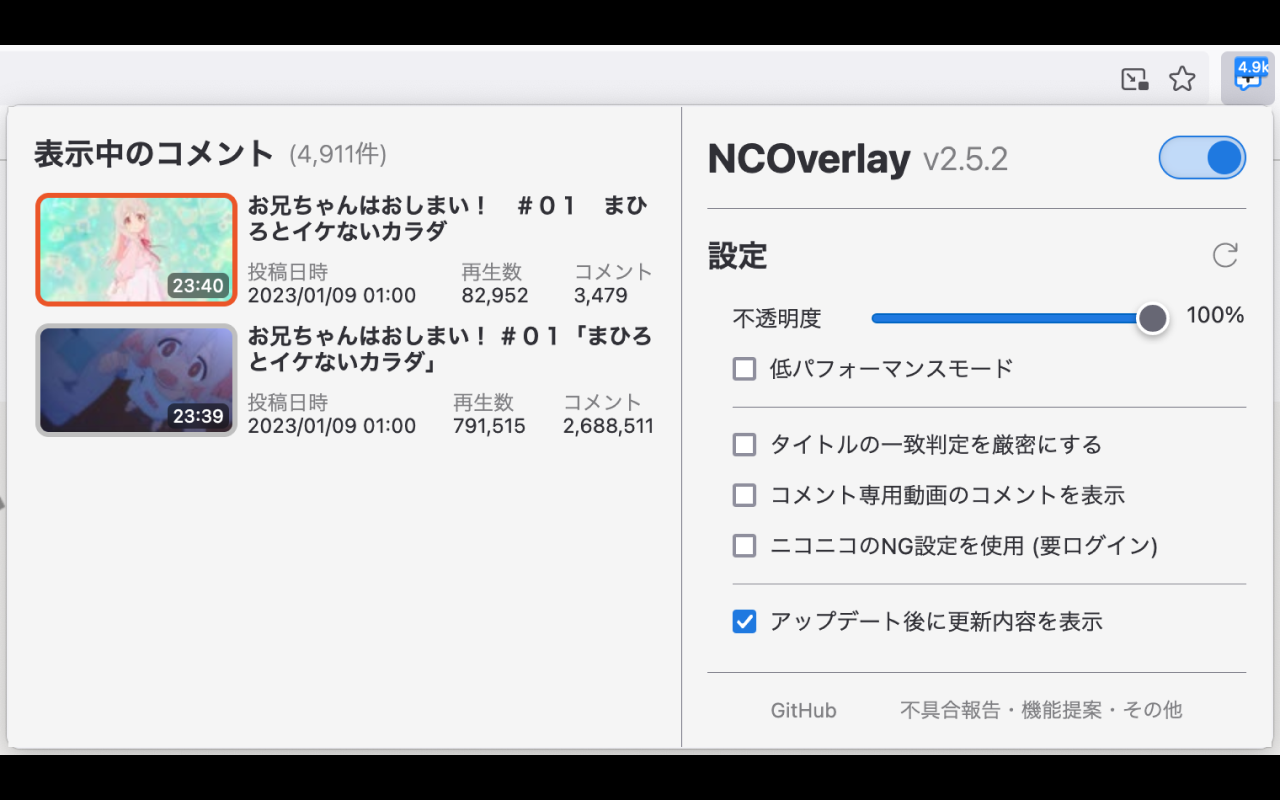 4.9k
表示中のコメント (4,911件)
お兄ちゃんはおしまい！　＃０１　まひ
ろとイケないカラダ
投稿日時 再生数 コメント
2023/01/09 01:00 82,952 3,479
23:40
お兄ちゃんはおしまい！ ＃０１「まひろ
とイケないカラダ」
投稿日時 再生数 コメント
2023/01/09 01:00 791,515 2,688,511
23:39
NCOverlay v2.5.2
設定
不透明度 100%
低パフォーマンスモード
タイトルの一致判定を厳密にする
コメント専用動画のコメントを表示
ニコニコのNG設定を使用 (要ログイン)
アップデート後に更新内容を表示
GitHub 不具合報告・機能提案・その他